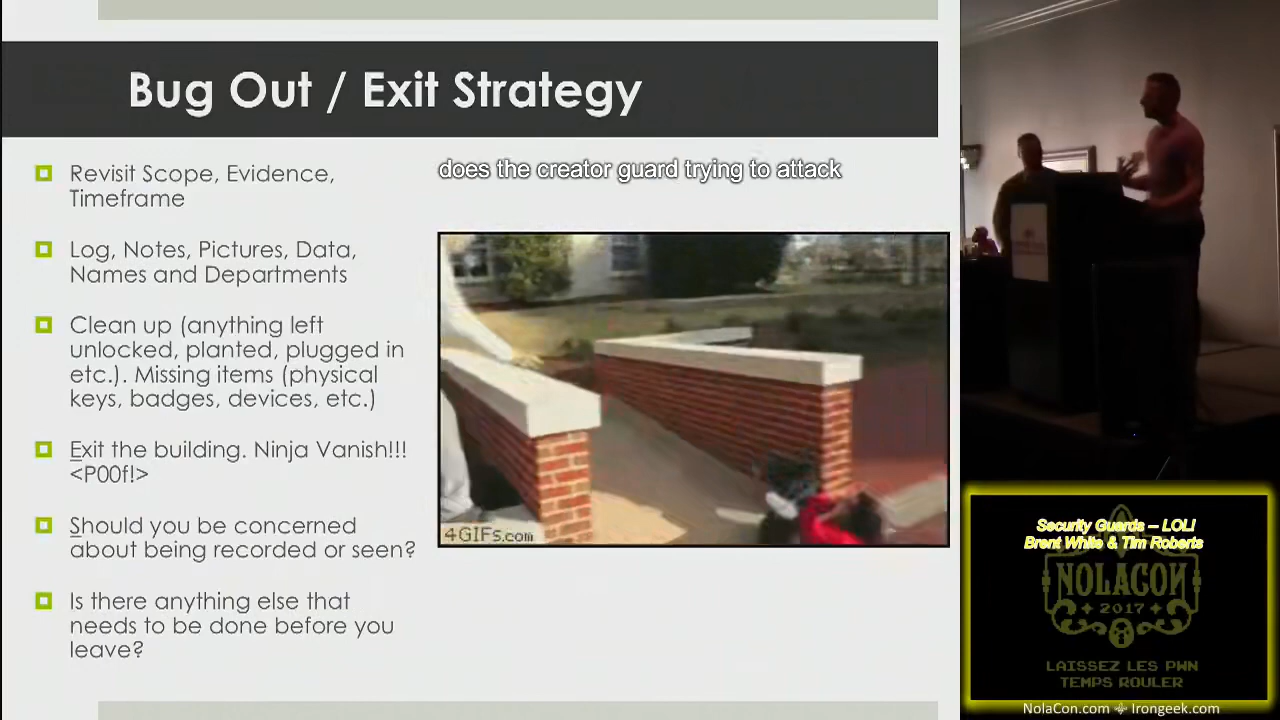 Bug Out / Exit Strategy
Revisit Scope, Evidence,
Timeframe
Log, Notes, Pictures, Data,
Names and Departments
Clean up (anything left
unlocked, planted, plugged in
etc.). Missing items (physical
keys, badges, devices, etc.)
Exit the building. Ninja Vanish!!!
<P00f!>
Should you be concerned
about being recorded or seen?
Is there anything else that
needs to be done before you
leave?
does the creator guard trying to attack
4GIFs.com
Security Guards -- LOL!
Brent White & Tim Roberts
NOLACON
2017
LAISSEZ LES PWN
TEMPS ROULER
NolaCon.com ⚜ Irongeek.com